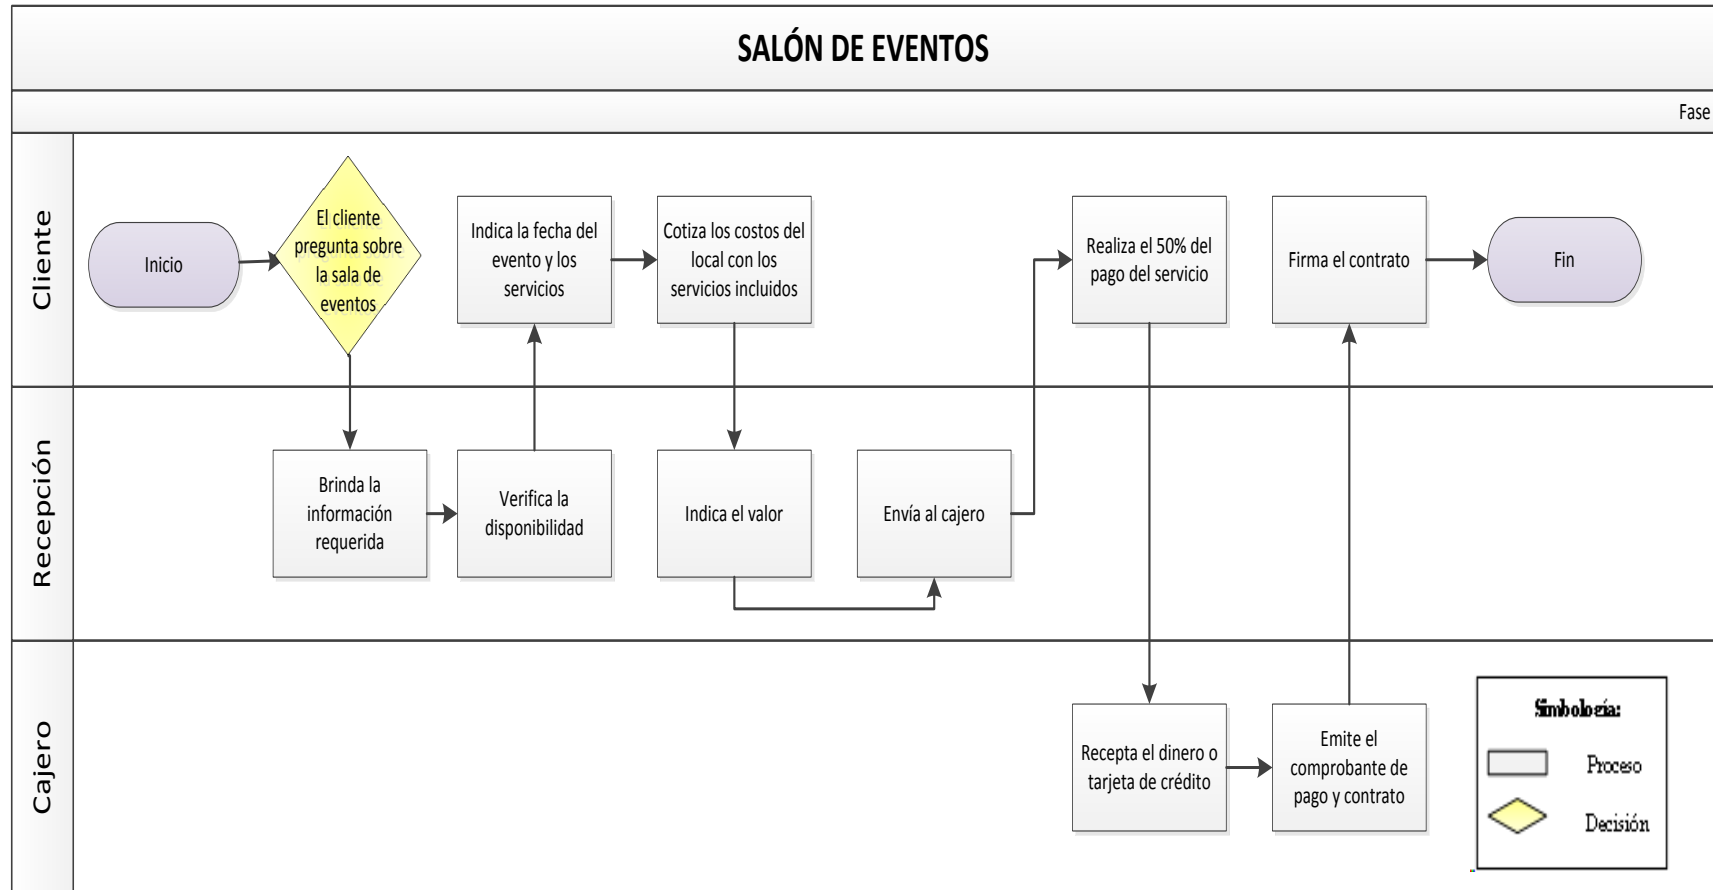 SALÓN DE EVENTOS
Fase
Cliente
Inicio
El cliente
pregunta sobre
la sala de
eventos
Indica la fecha del
evento y los
servicios
Cotiza los costos del
local con los
servicios incluidos
Realiza el 50% del
pago del servicio
Firma el contrato
Fin
Recepción
Brinda la
información
requerida
Verifica la
disponibilidad
Indica el valor
Envía al cajero
Cajero
Recepta el dinero o
tarjeta de crédito
Emite el
comprobante de
pago y contrato
Simbología:
Proceso
Decisión